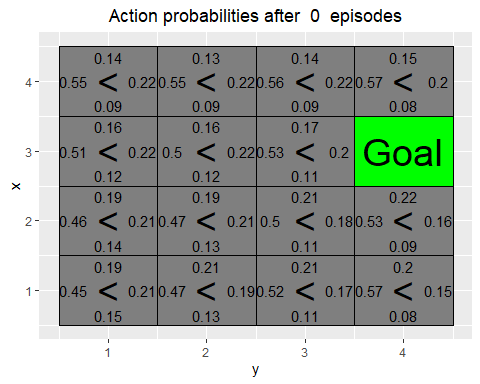 Action probabilities after 0 episodes
0.14 0.13 0.14 0.15
4 0.55 < 0.22 0.55 < 0.22 0.56 < 0.22 0.57 < 0.2
0.09 0.09 0.09 0.08
0.16 0.16 0.17
3 0.51 < 0.22 0.5 < 0.22 0.53 < 0.2 Goal
0.12 0.12 0.11
0.19 0.19 0.21 0.22
2 0.46 < 0.21 0.47 < 0.21 0.5 < 0.18 0.53 < 0.16
0.14 0.13 0.11 0.09
0.19 0.21 0.21 0.2
1 0.45 < 0.21 0.47 < 0.19 0.52 < 0.17 0.57 < 0.15
0.15 0.13 0.11 0.08
x
1 2 3 4
y